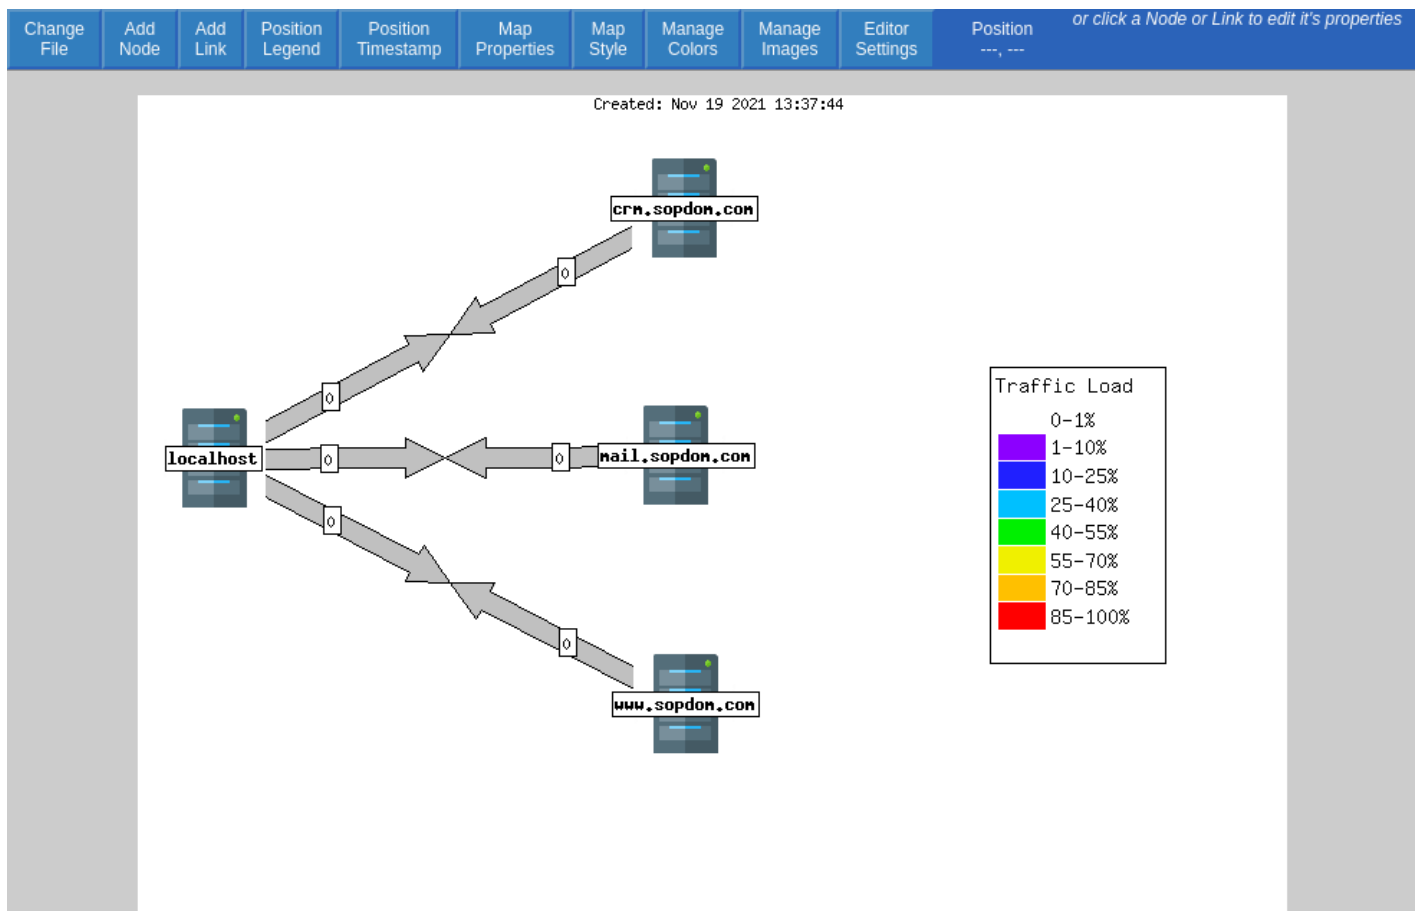 Change File
Add Node
Add Link
Position Legend
Position Timestamp
Map Properties
Map Style
Manage Colors
Manage Images
Editor Settings
Position ---, ---
or click a Node or Link to edit it's properties
Created: Nov 19 2021 13:37:44
crm.sopdom.com
0
0
localhost
0
0
mail.sopdom.com
0
0
www.sopdom.com
Traffic Load
0-1%
1-10%
10-25%
25-40%
40-55%
55-70%
70-85%
85-100%